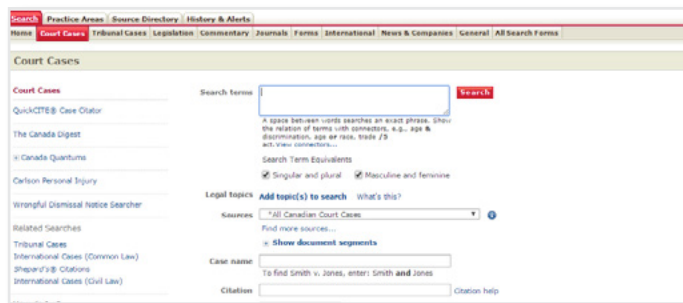 Search Practice Areas Source Directory History & Alerts
Home Court Cases Tribunal Cases Legislation Commentary Journals Forms International News & Companies General All Search Forms
Court Cases
Court Cases
QuickCITE® Case Citator
The Canada Digest
Canada Quantums
Carlson Personal Injury
Wrongful Dismissal Notice Searcher
Related Searches
Tribunal Cases
International Cases (Common Law)
Shepard's® Citations
International Cases (Civil Law)
Search terms
Search
A space between words searches an exact phrase. Show
the relation of terms with connectors, e.g., age &
discrimination, age or race, trade /5
act. View connectors...
Search Term Equivalents
Singular and plural Masculine and feminine
Legal topics Add topic(s) to search What's this?
Sources *All Canadian Court Cases
Find more sources...
Show document segments
Case name
To find Smith v. Jones, enter: Smith and Jones
Citation Citation help